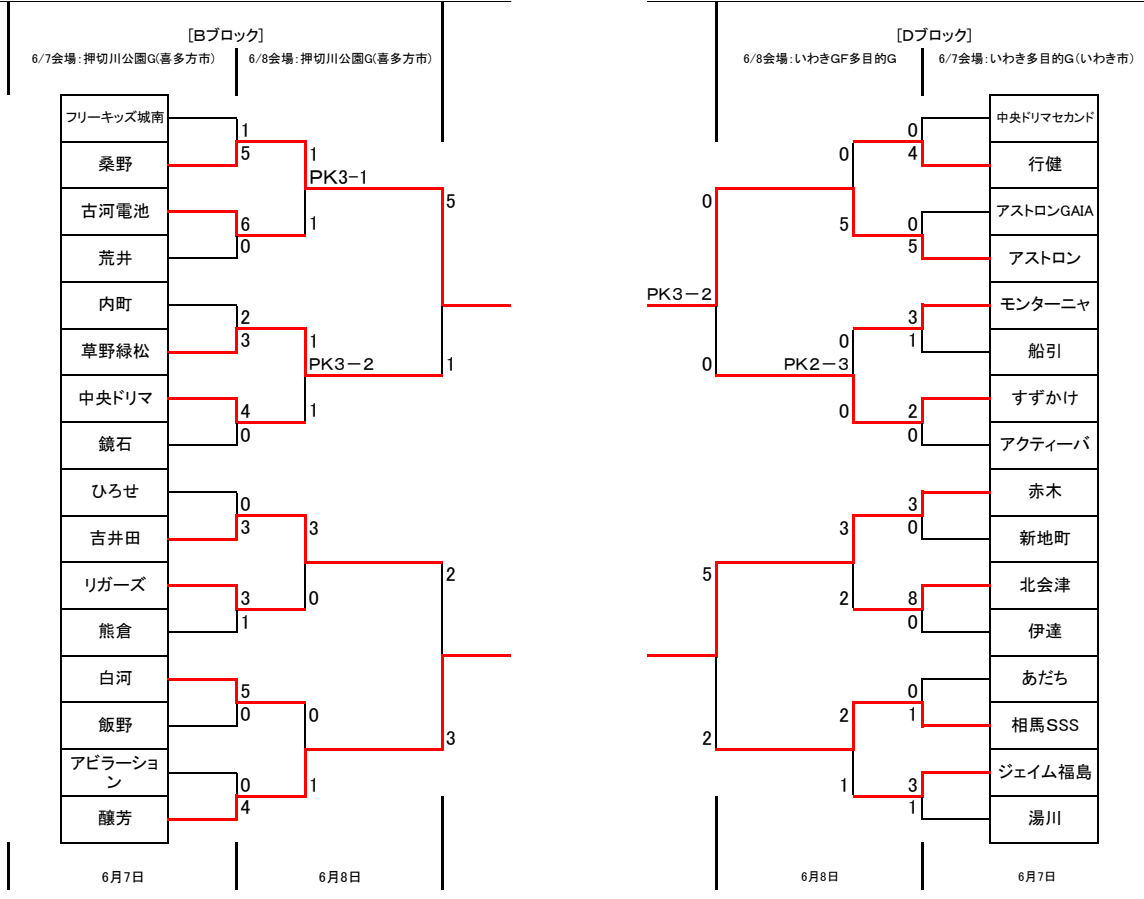 [Bブロック]
6/7会場：押切川公園G(喜多方市)
6/8会場：押切川公園G(喜多方市)
フリーキッズ城南
桑野
古河電池
荒井
内町
草野緑松
中央ドリマ
鏡石
ひろせ
吉井田
リガーズ
熊倉
白河
飯野
アビラーショ
ン
醸芳
1
5
6
0
2
3
4
0
0
3
3
1
5
0
0
4
1
PK3-1
1
1
PK3－2
1
3
0
0
1
5
1
2
3
6月7日
6月8日
[Dブロック]
6/8会場：いわきGF多目的G
6/7会場：いわき多目的G(いわき市)
PK3－2
0
0
5
2
0
5
0
PK2－3
0
3
2
2
1
0
4
0
5
3
1
2
0
3
0
8
0
0
1
3
1
中央ドリマセカンド
行健
アストロンGAIA
アストロン
モンターニャ
船引
すずかけ
アクティーバ
赤木
新地町
北会津
伊達
あだち
相馬SSS
ジェイム福島
湯川
6月8日
6月7日